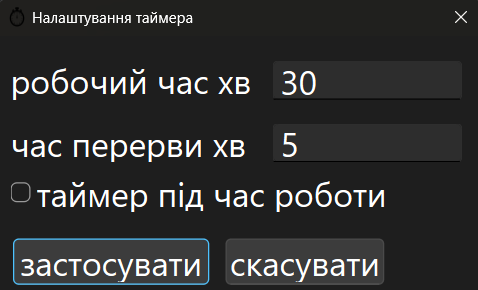 Налаштування таймера
робочий час хв 30
час перерви хв 5
таймер під час роботи
застосувати скасувати